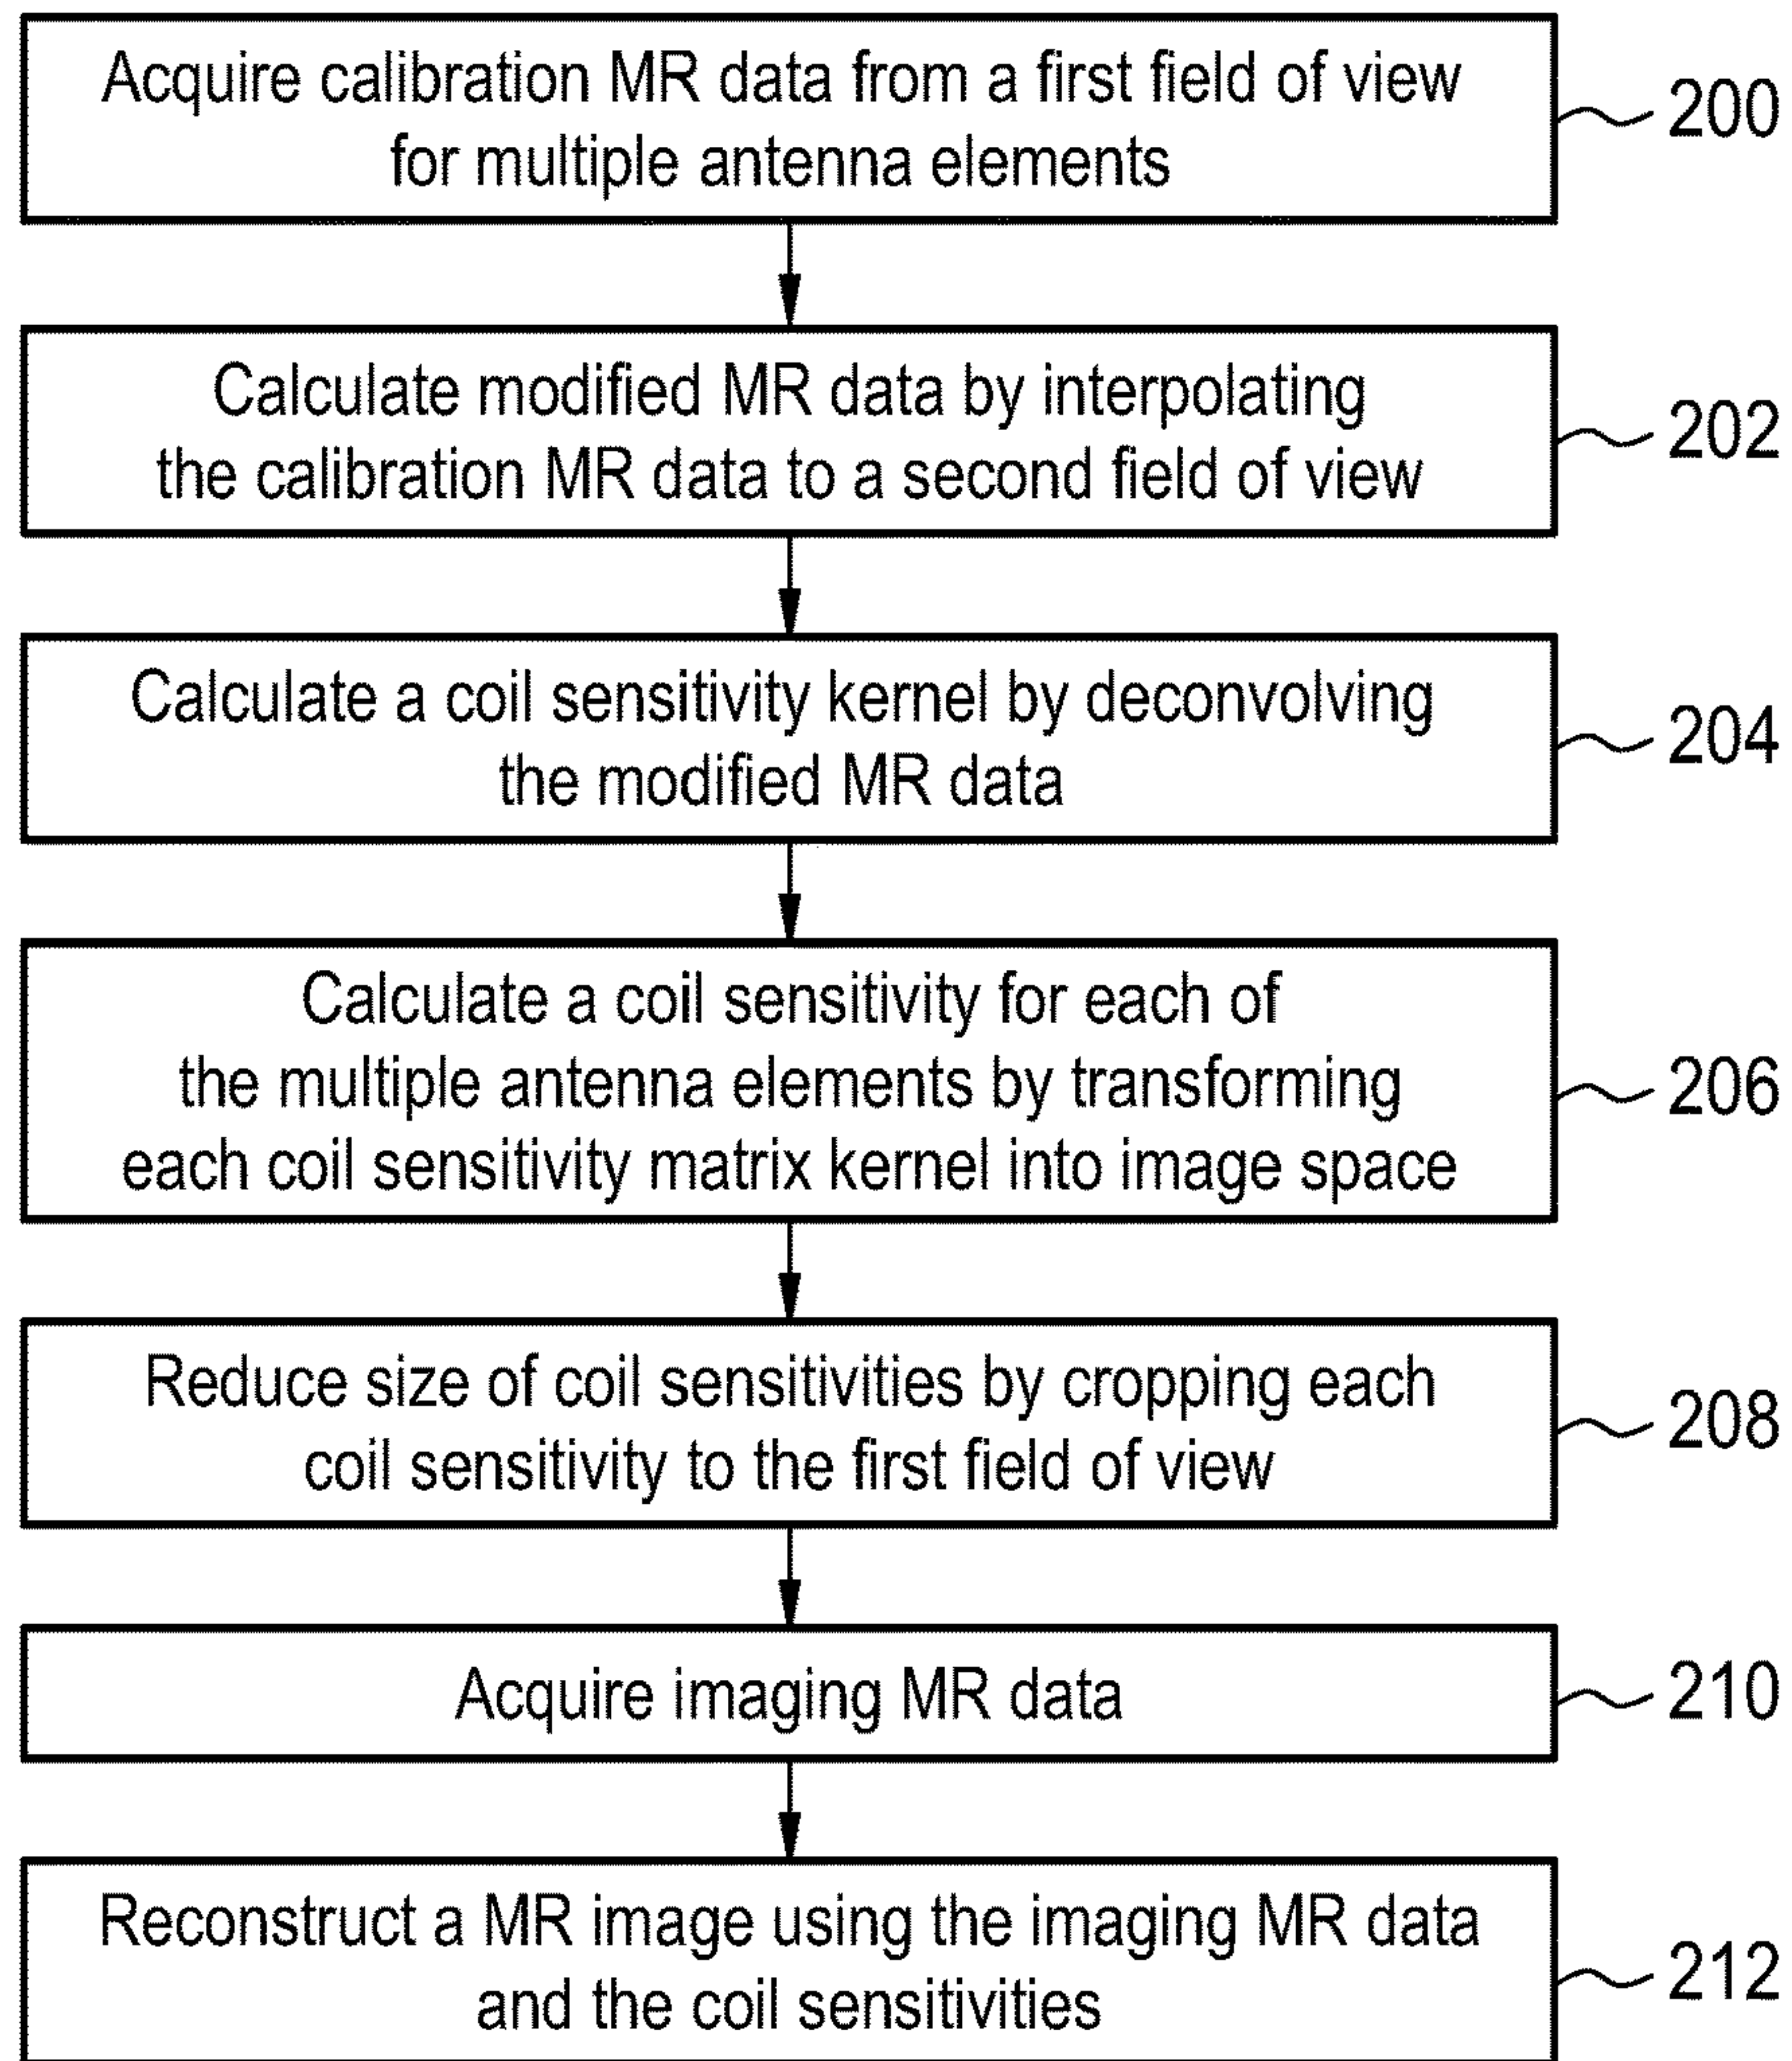 Acquire calibration MR data from a first field of view
for multiple antenna elements
200
Calculate modified MR data by interpolating
the calibration MR data to a second field of view
202
Calculate a coil sensitivity kernel by deconvolving
the modified MR data
204
Calculate a coil sensitivity for each of
the multiple antenna elements by transforming
each coil sensitivity matrix kernel into image space
206
Reduce size of coil sensitivities by cropping each
coil sensitivity to the first field of view
208
Acquire imaging MR data
210
Reconstruct a MR image using the imaging MR data
and the coil sensitivities
212